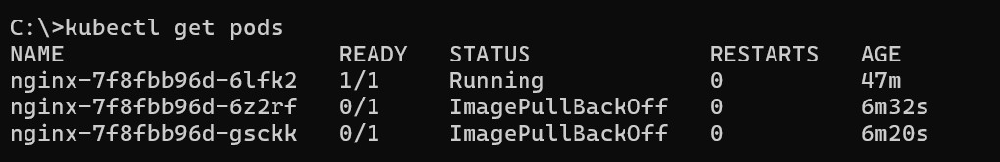 C:\>kubectl get pods
NAME                     READY   STATUS             RESTARTS   AGE
nginx-7f8fbb96d-6lfk2   1/1     Running            0          47m
nginx-7f8fbb96d-6z2rf   0/1     ImagePullBackOff   0          6m32s
nginx-7f8fbb96d-gsckk   0/1     ImagePullBackOff   0          6m20s